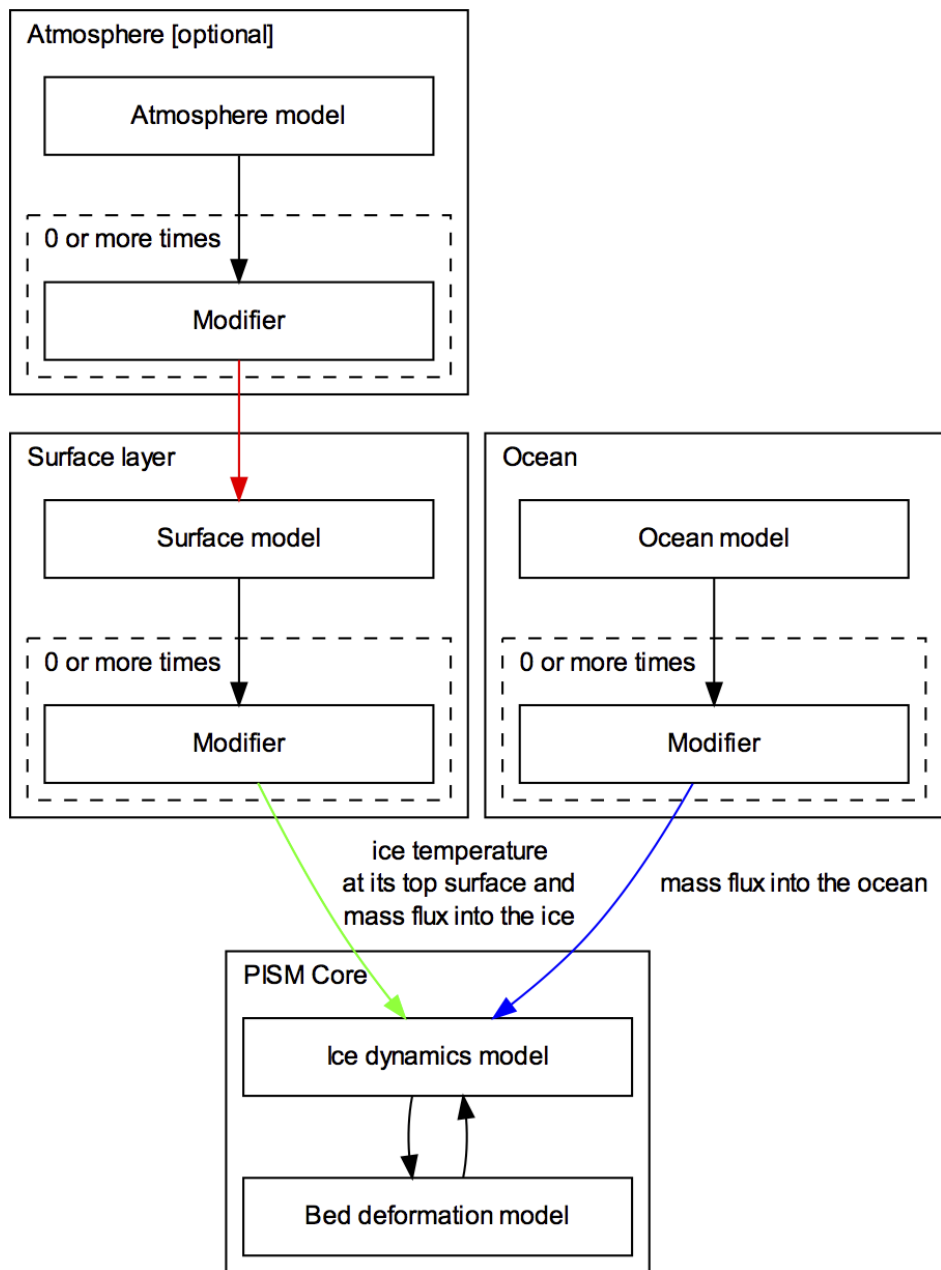 Atmosphere [optional]
Atmosphere model
0 or more times
Modifier
Surface layer
Surface model
0 or more times
Modifier
Ocean
Ocean model
0 or more times
Modifier
ice temperature
at its top surface and
mass flux into the ice
mass flux into the ocean
PISM Core
Ice dynamics model
Bed deformation model